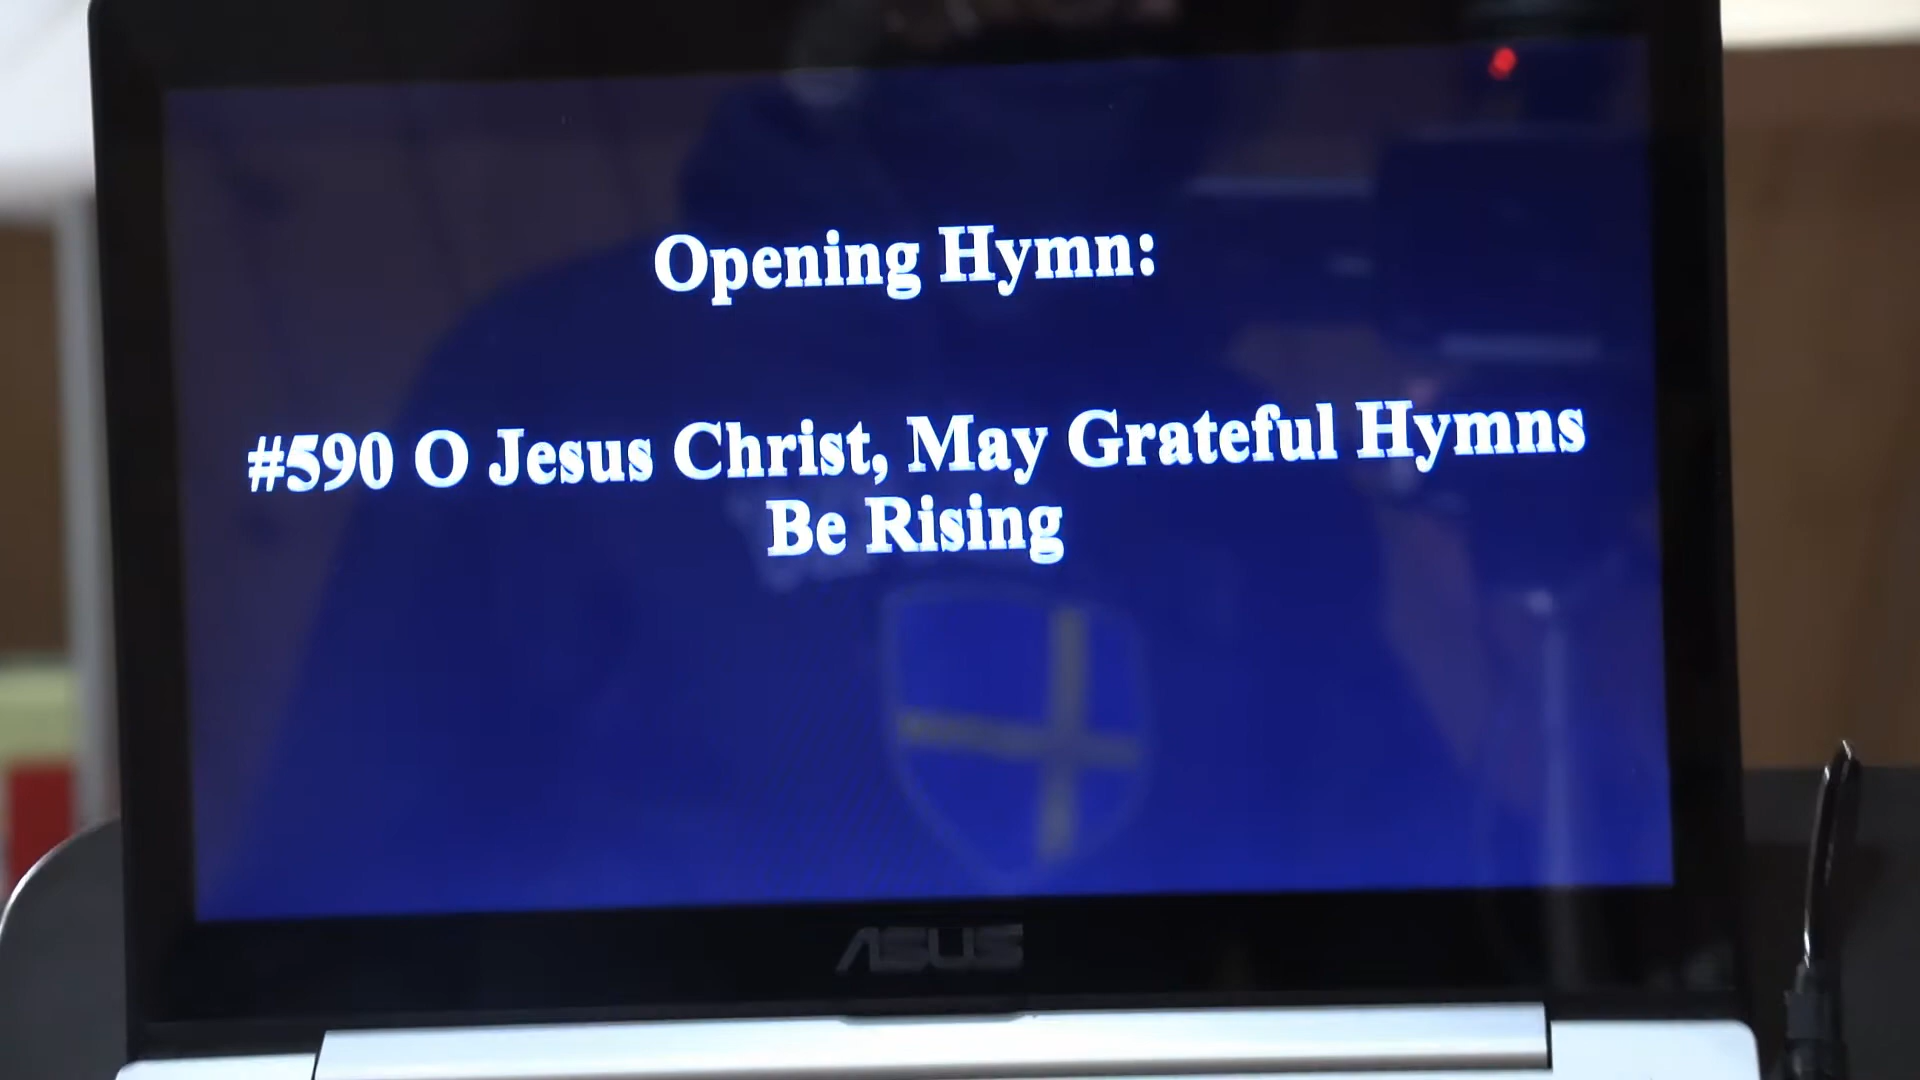 Opening Hymn:
#590 O Jesus Christ, May Grateful Hymns
Be Rising
ASUS